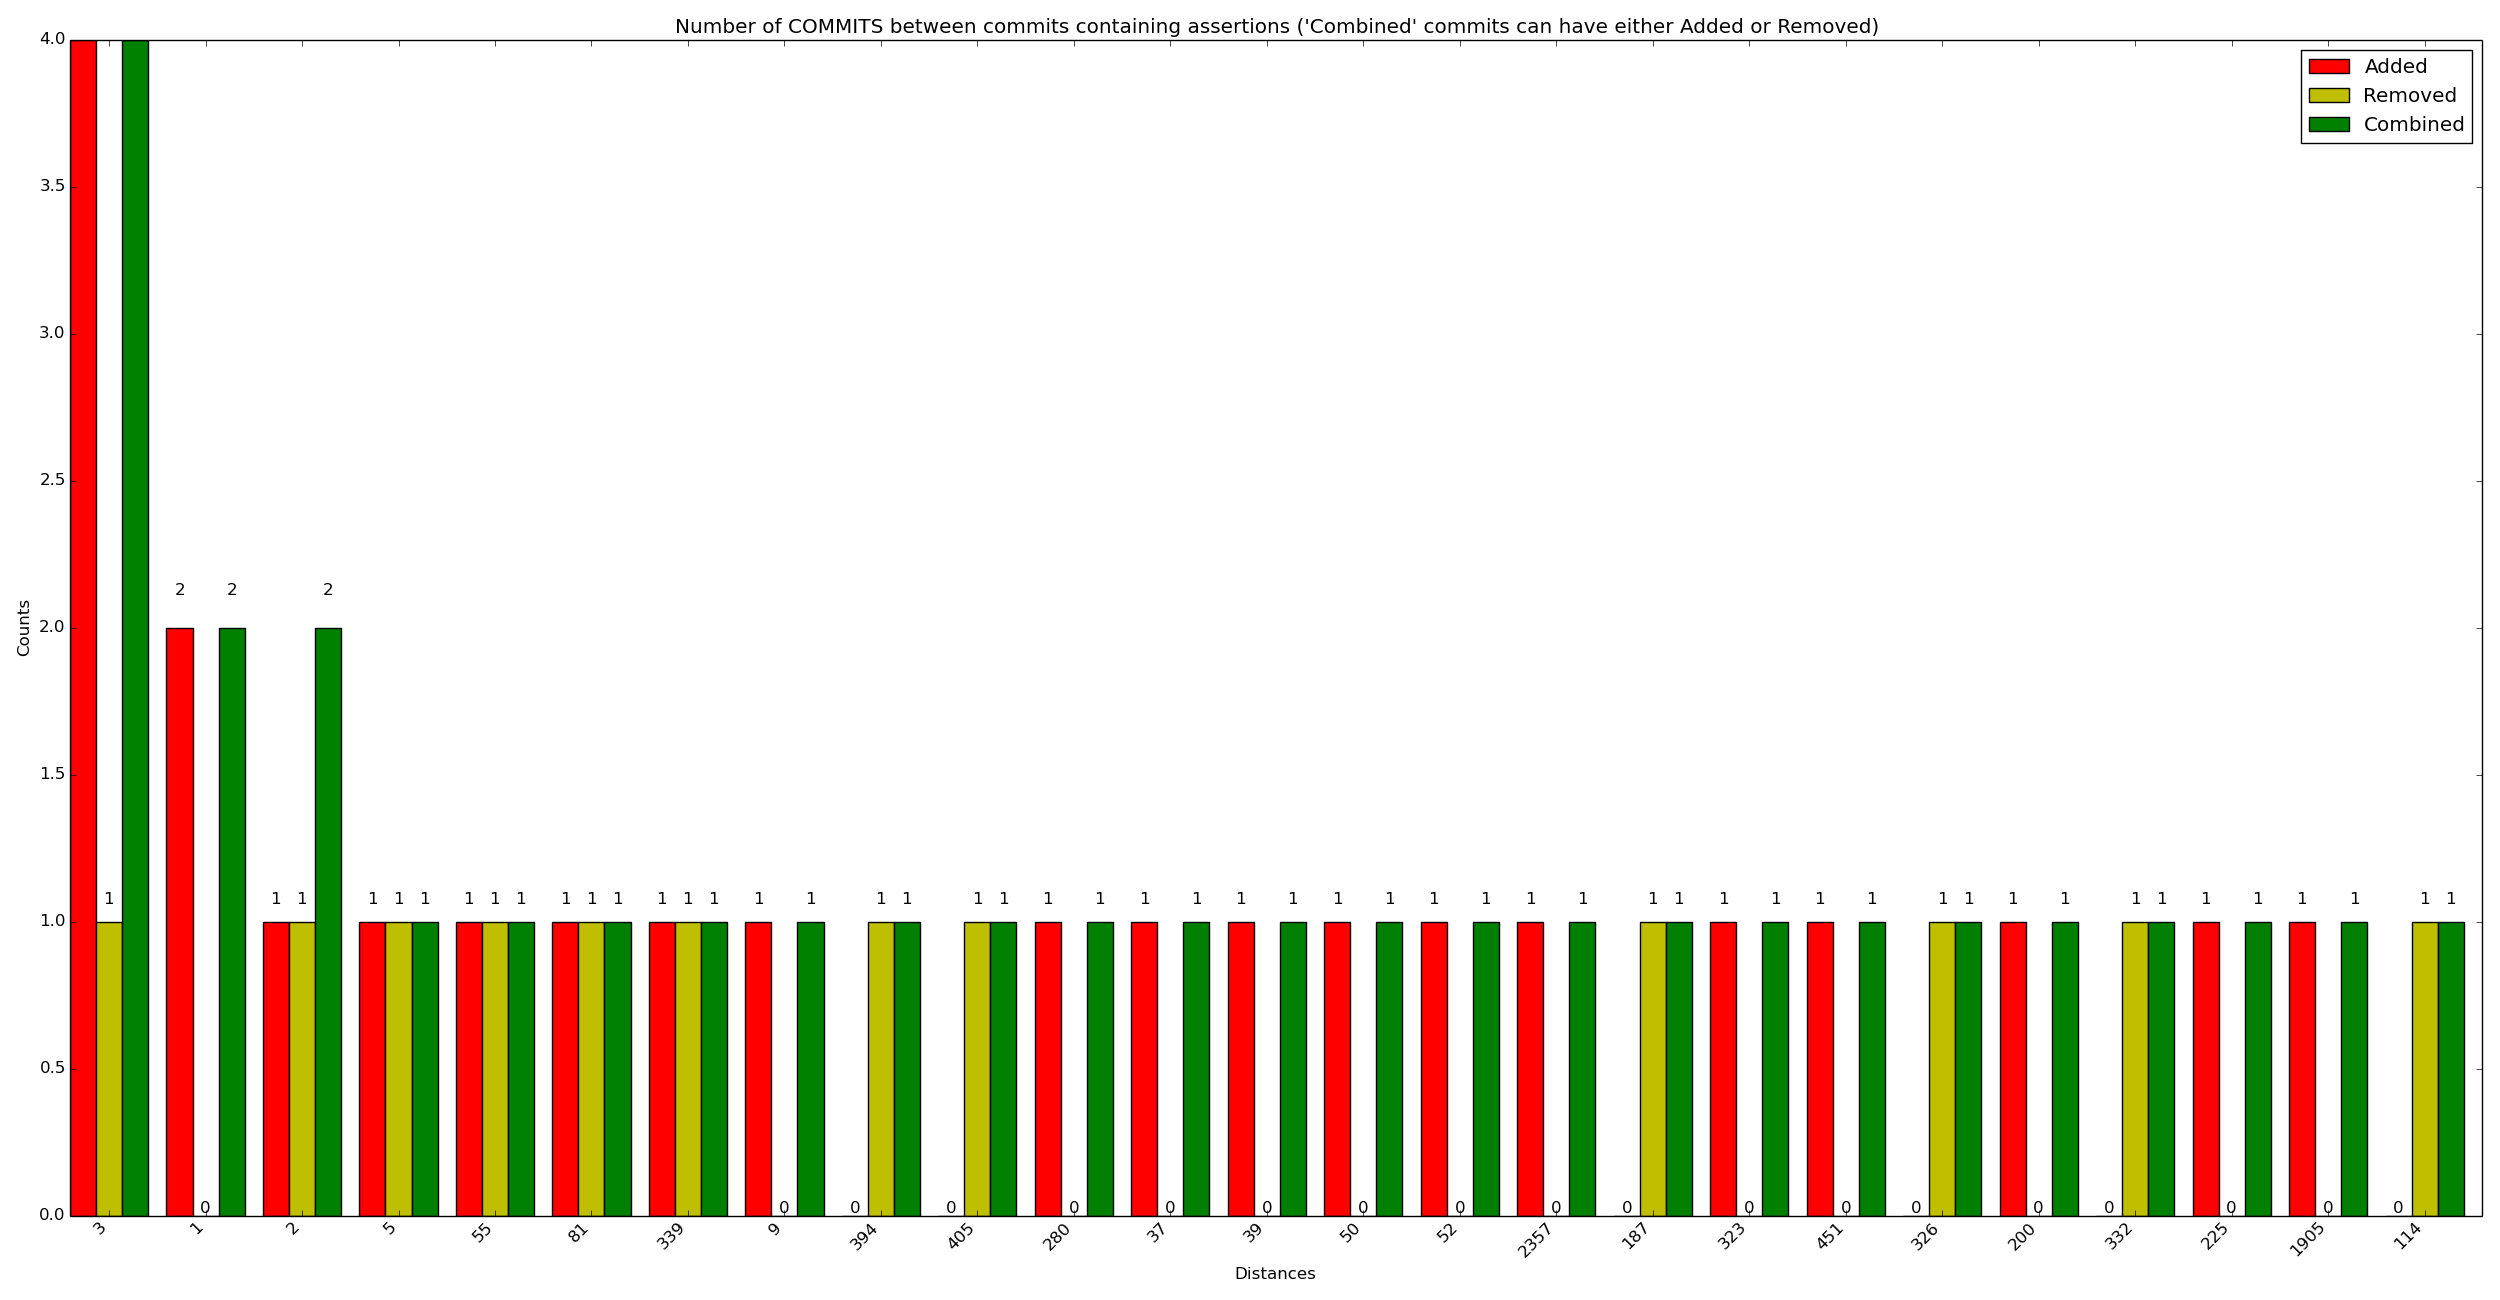 Number of COMMITS between commits containing assertions ('Combined' commits can have either Added or Removed)
Added
Removed
Combined
4.0
3.5
3.0
2.5
2.0
1.5
1.0
0.5
0.0
Counts
2 2 2
1 1 1 1 1 1 1 1 1 1 1 1 1 1 1 1 1 1 1 1 1 1 1 1 1 1 1 1 1 1 1 1 1 1 1 1 1 1 1 1 1 1 1 1 1 1 1 1 1 1 1
0 0 0 0 0 0 0 0 0 0 0 0 0 0 0 0 0 0 0
3 1 2 5 55 81 339 9 394 405 280 37 39 50 52 2357 187 323 451 326 200 332 225 1905 114
Distances